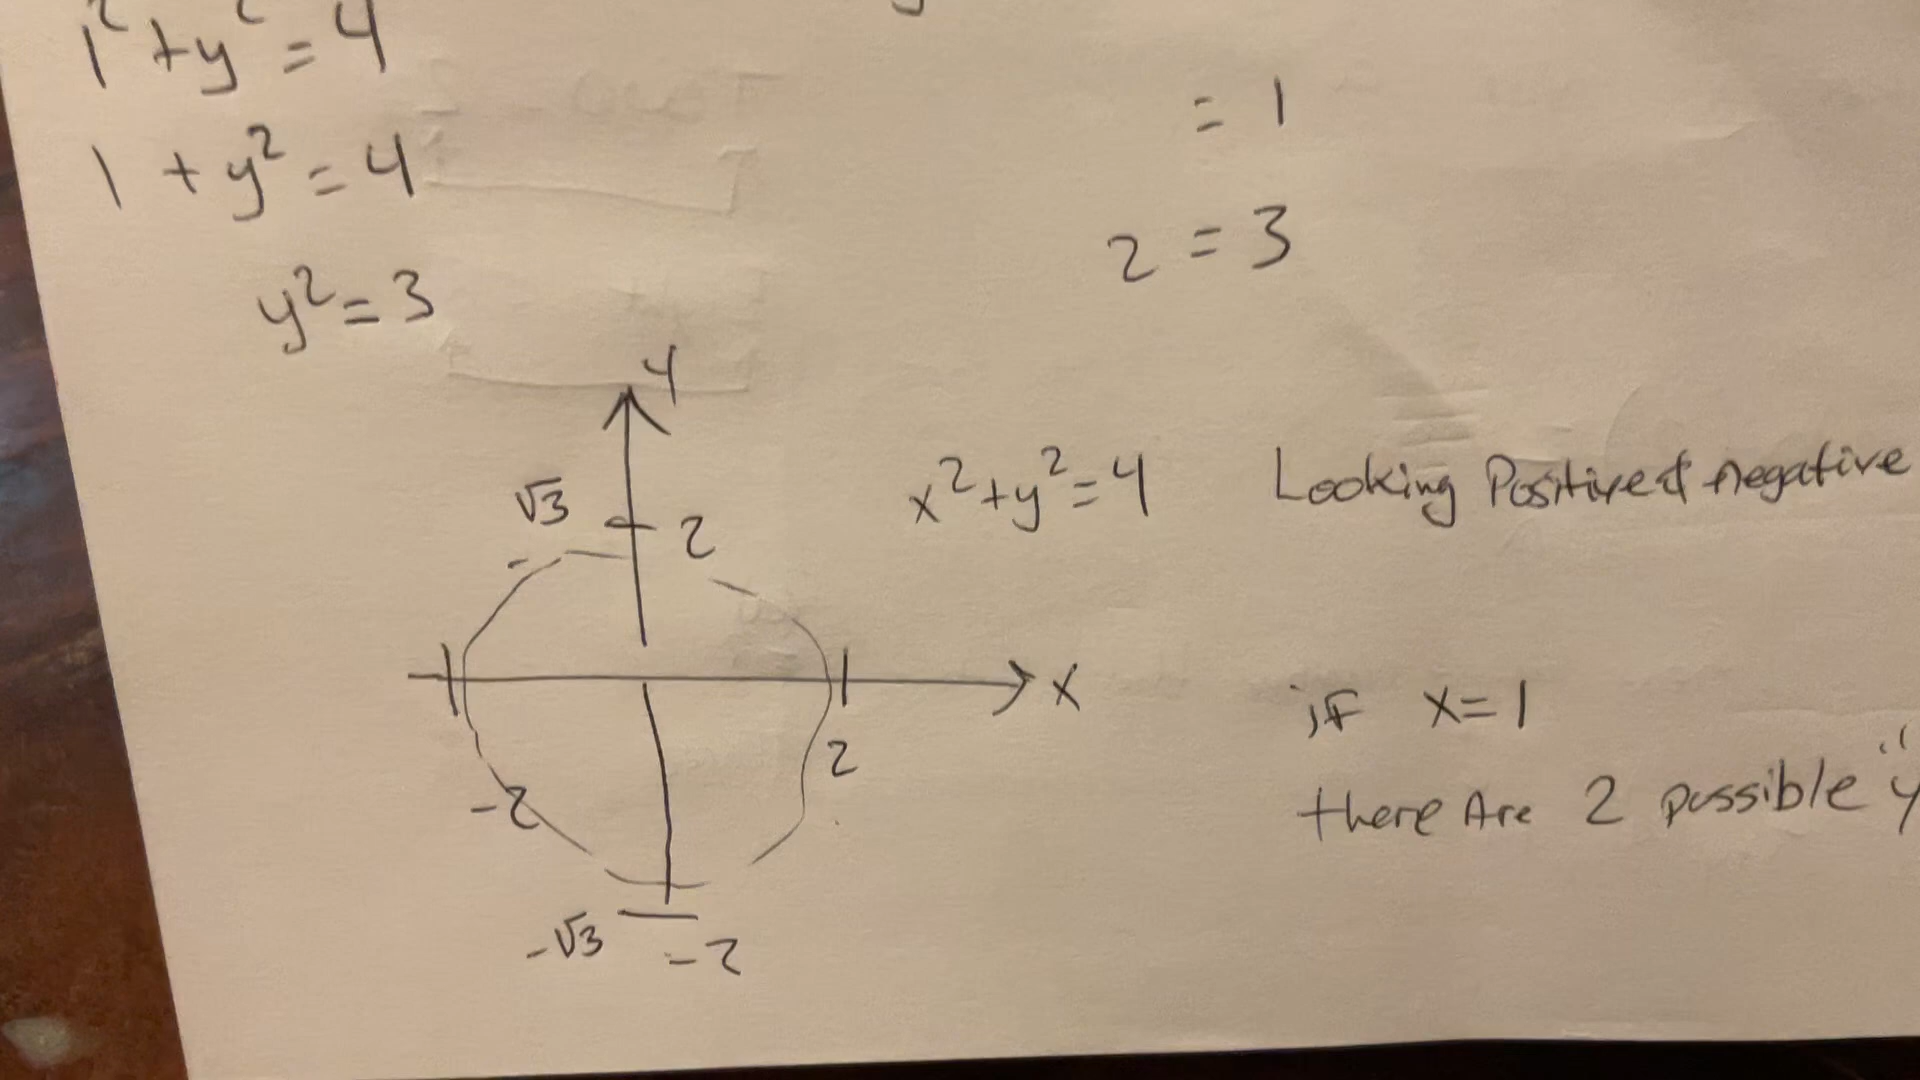 1² + y² = 4
1 + y² = 4
y² = 3
= 1
2 = 3
y
√3
2
x² + y² = 4
Looking Positive & negative
x
-2
2
-√3
-2
if x = 1
there Are 2 possible "y